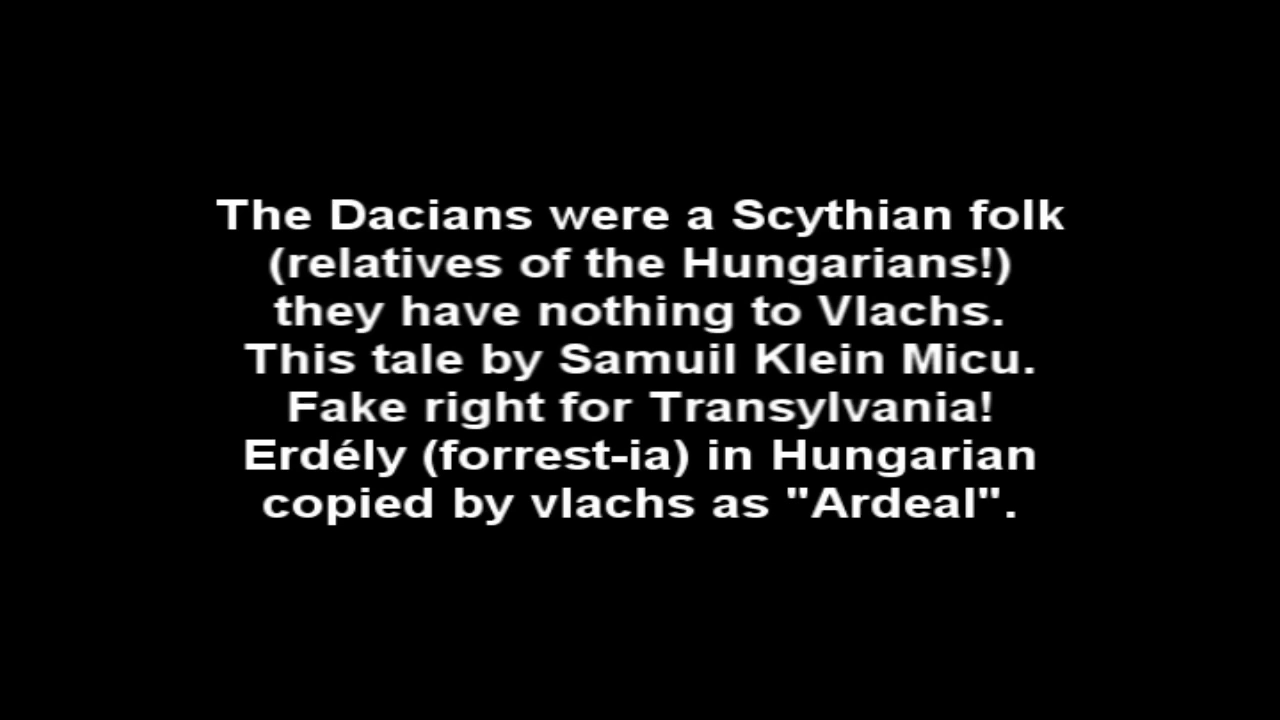 The Dacians were a Scythian folk
(relatives of the Hungarians!)
they have nothing to Vlachs.
This tale by Samuil Klein Micu.
Fake right for Transylvania!
Erdély (forrest-ia) in Hungarian
copied by vlachs as "Ardeal".